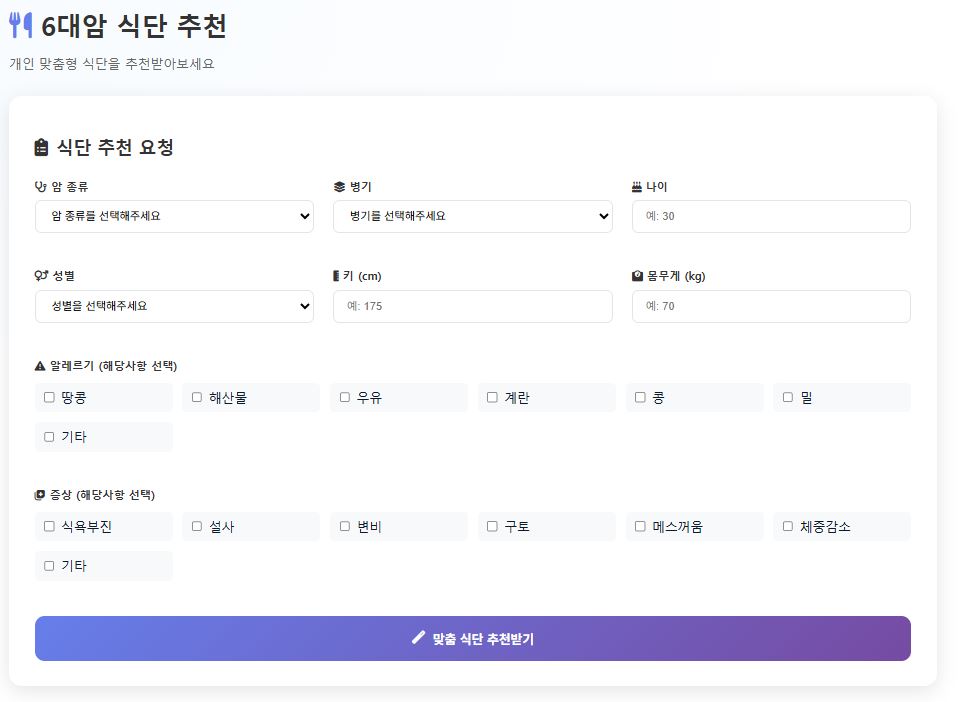 6대암 식단 추천
개인 맞춤형 식단을 추천받아보세요
식단 추천 요청
암 종류 병기 나이
암 종류를 선택해주세요 병기를 선택해주세요 예: 30
성별 키 (cm) 몸무게 (kg)
성별을 선택해주세요 예: 175 예: 70
알레르기 (해당사항 선택)
땅콩 해산물 우유 계란 콩 밀
기타
증상 (해당사항 선택)
식욕부진 설사 변비 구토 메스꺼움 체중감소
기타
맞춤 식단 추천받기